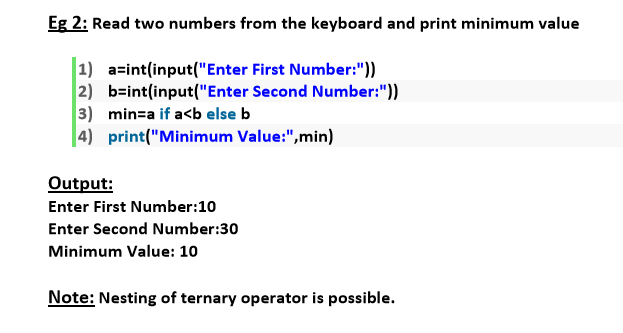 Eg 2: Read two numbers from the keyboard and print minimum value
1) a=int(input("Enter First Number:"))
2) b=int(input("Enter Second Number:"))
3) min=a if a<b else b
4) print("Minimum Value:",min)
Output:
Enter First Number:10
Enter Second Number:30
Minimum Value: 10
Note: Nesting of ternary operator is possible.